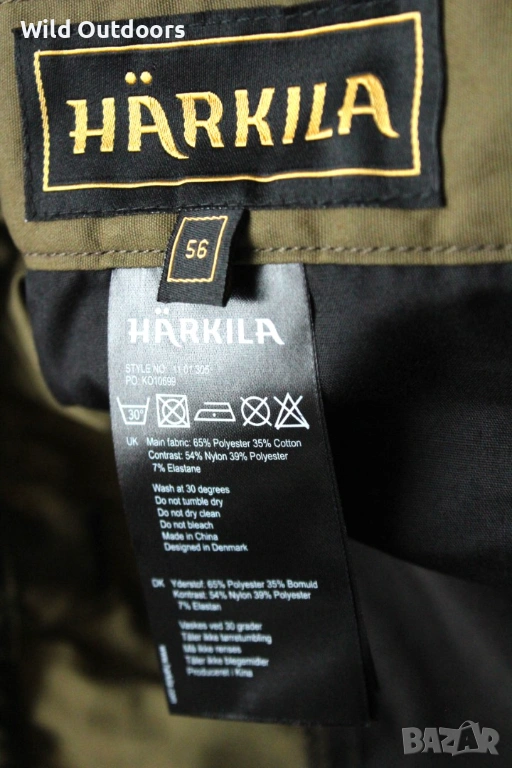 Wild Outdoors
HÄRKILA
56
HÄRKILA
STYLE NO: 11 01 305
PO. KO10699
30°
UK Main fabric: 65% Polyester 35% Cotton
Contrast: 54% Nylon 39% Polyester
7% Elastane
Wash at 30 degrees
Do not tumble dry
Do not dry clean
Do not bleach
Made in China
Designed in Denmark
DK Yderstof: 65% Polyester 35% Bomuld
Kontrast: 54% Nylon 39% Polyester
7% Elastan
Vaskes ved 30 grader
Tåler ikke tørretumbling
Må ikke renses
Tåler ikke blegemidler
Produceret i Kina
BAZAR